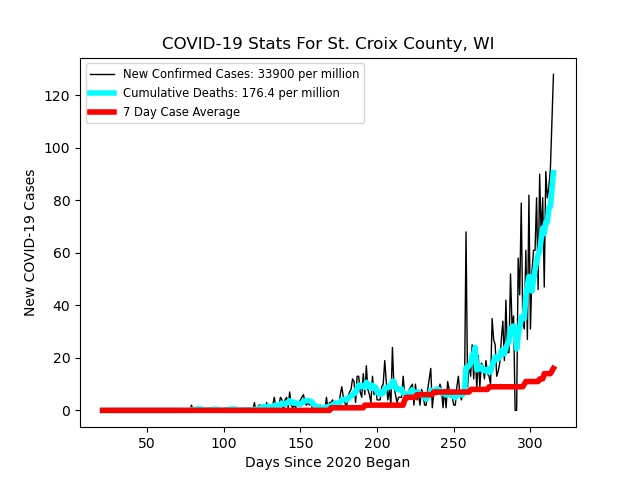 COVID-19 Stats For St. Croix County, WI
New Confirmed Cases: 33900 per million
Cumulative Deaths: 176.4 per million
7 Day Case Average
New COVID-19 Cases
120
100
80
60
40
20
0
50 100 150 200 250 300
Days Since 2020 Began